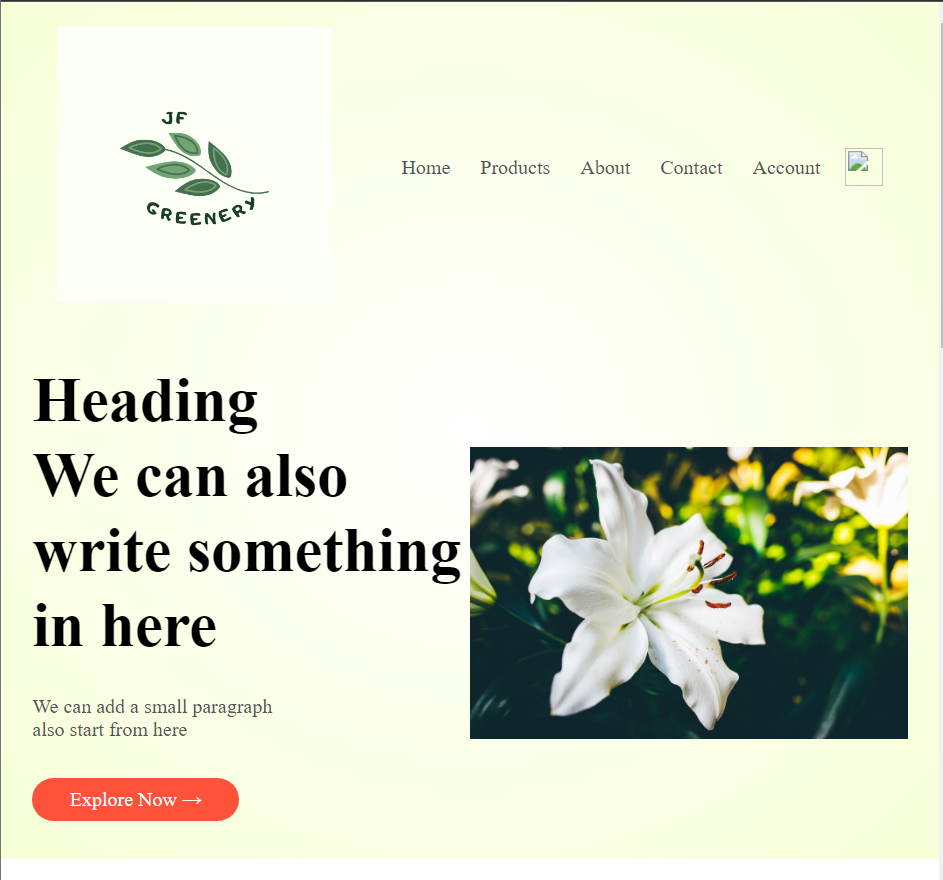 JF
GREENERY
Home Products About Contact Account
Heading
We can also
write something
in here
We can add a small paragraph
also start from here
Explore Now →